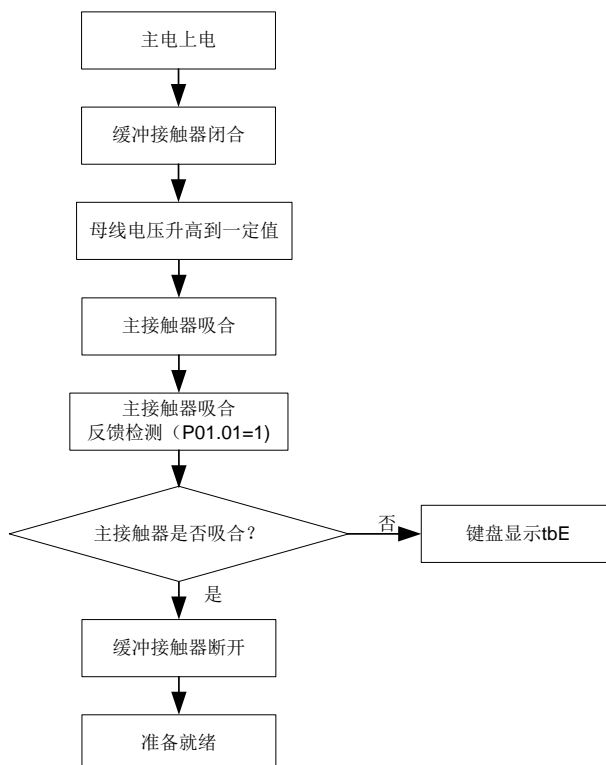 主电上电
缓冲接触器闭合
母线电压升高到一定值
主接触器吸合
主接触器吸合
反馈检测（P01.01=1)
主接触器是否吸合？
否
键盘显示tbE
是
缓冲接触器断开
准备就绪